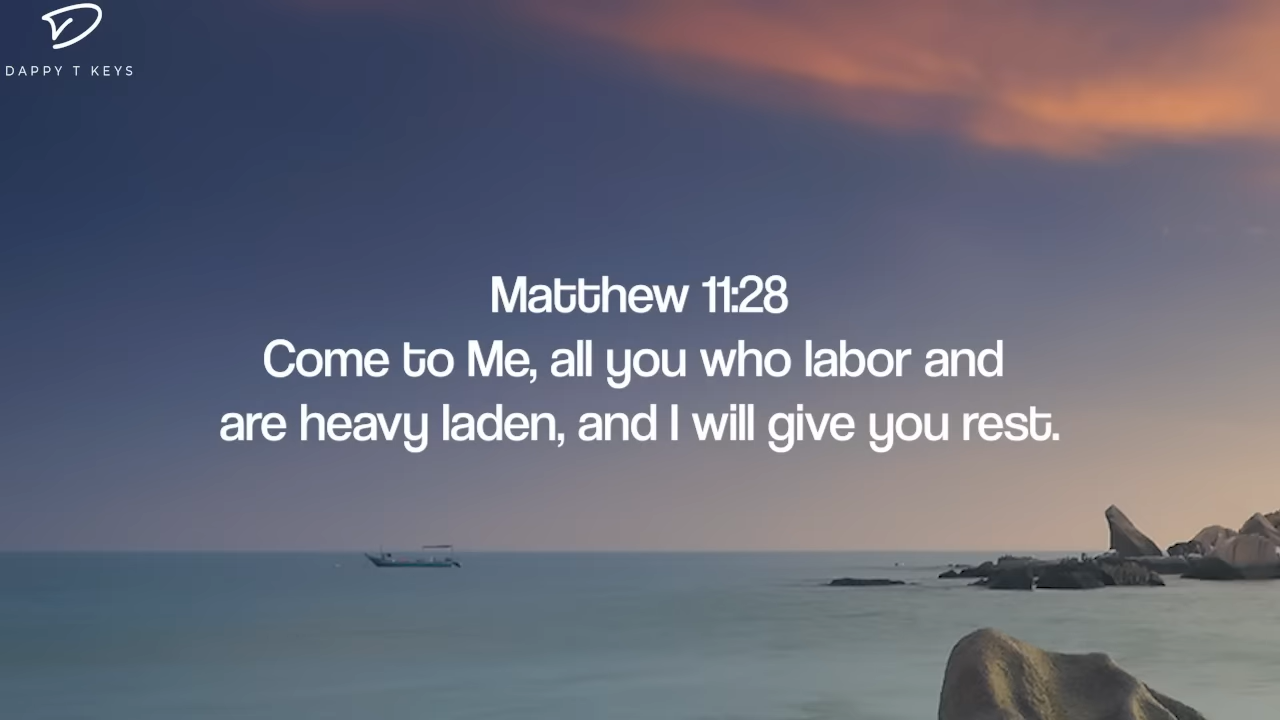 DAPPY T KEYS
Matthew 11:28
Come to Me, all you who labor and
are heavy laden, and I will give you rest.